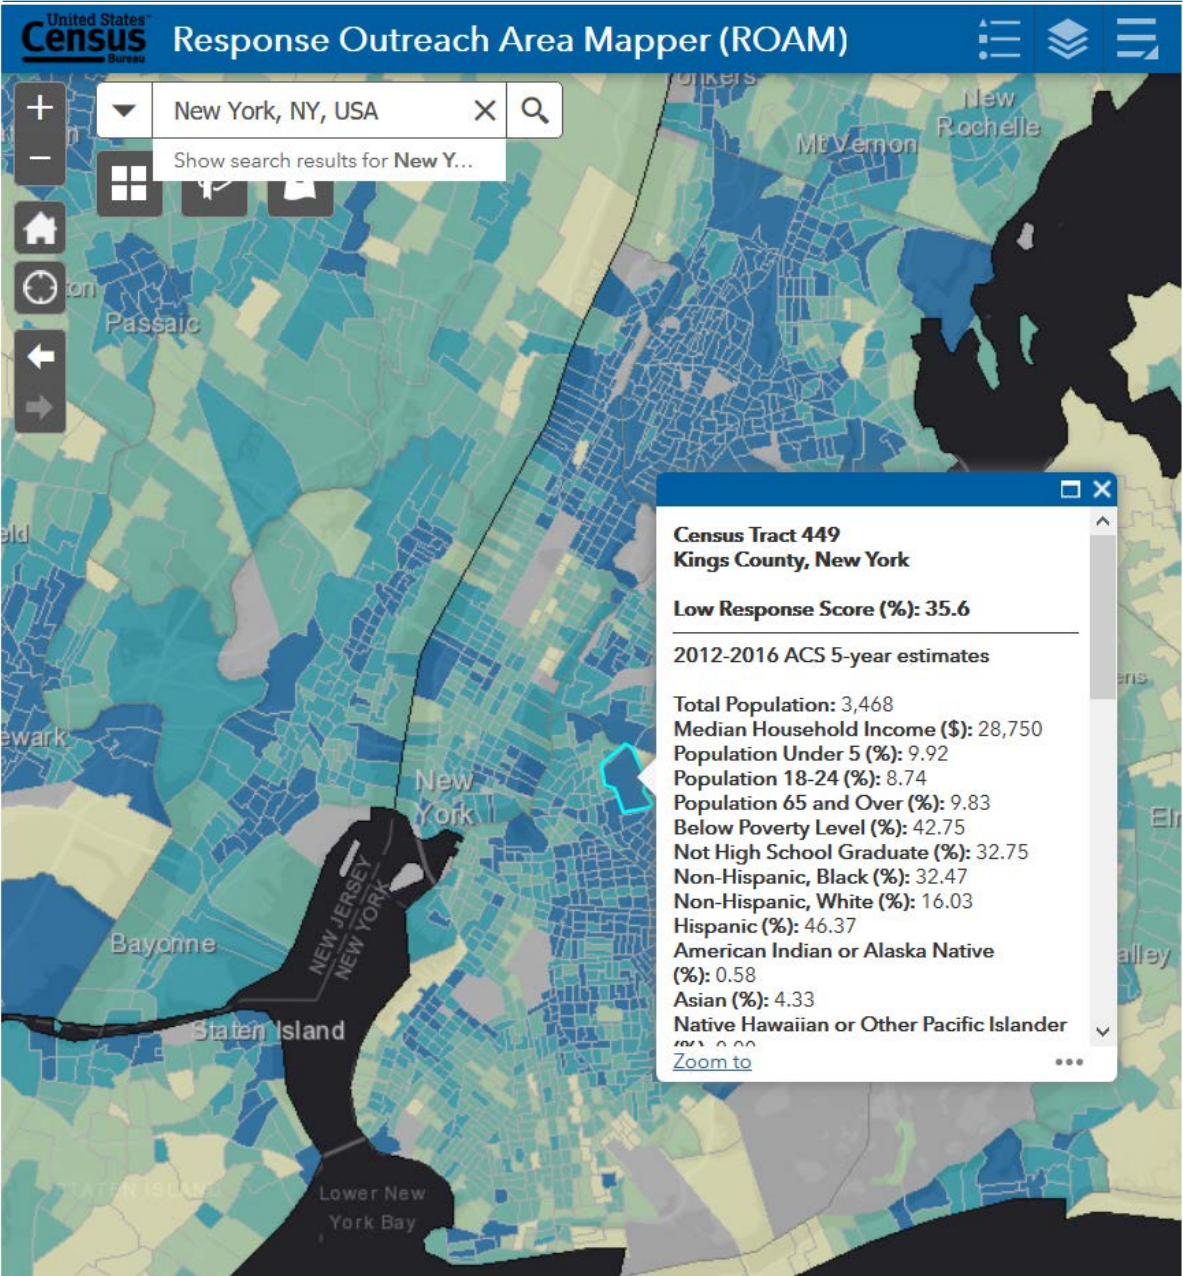 United States™
Census
Bureau
Response Outreach Area Mapper (ROAM)
New York, NY, USA
Show search results for New Y...
New
Rochelle
Mt Vernon
Passaic
Census Tract 449
Kings County, New York
Low Response Score (%): 35.6
2012-2016 ACS 5-year estimates
Total Population: 3,468
Median Household Income ($): 28,750
Population Under 5 (%): 9.92
Population 18-24 (%): 8.74
Population 65 and Over (%): 9.83
Below Poverty Level (%): 42.75
Not High School Graduate (%): 32.75
Non-Hispanic, Black (%): 32.47
Non-Hispanic, White (%): 16.03
Hispanic (%): 46.37
American Indian or Alaska Native
(%): 0.58
Asian (%): 4.33
Native Hawaiian or Other Pacific Islander
Zoom to
New
York
NEW JERSEY
NEW YORK
Bayonne
Staten Island
STATEN ISLAND
Lower New
York Bay